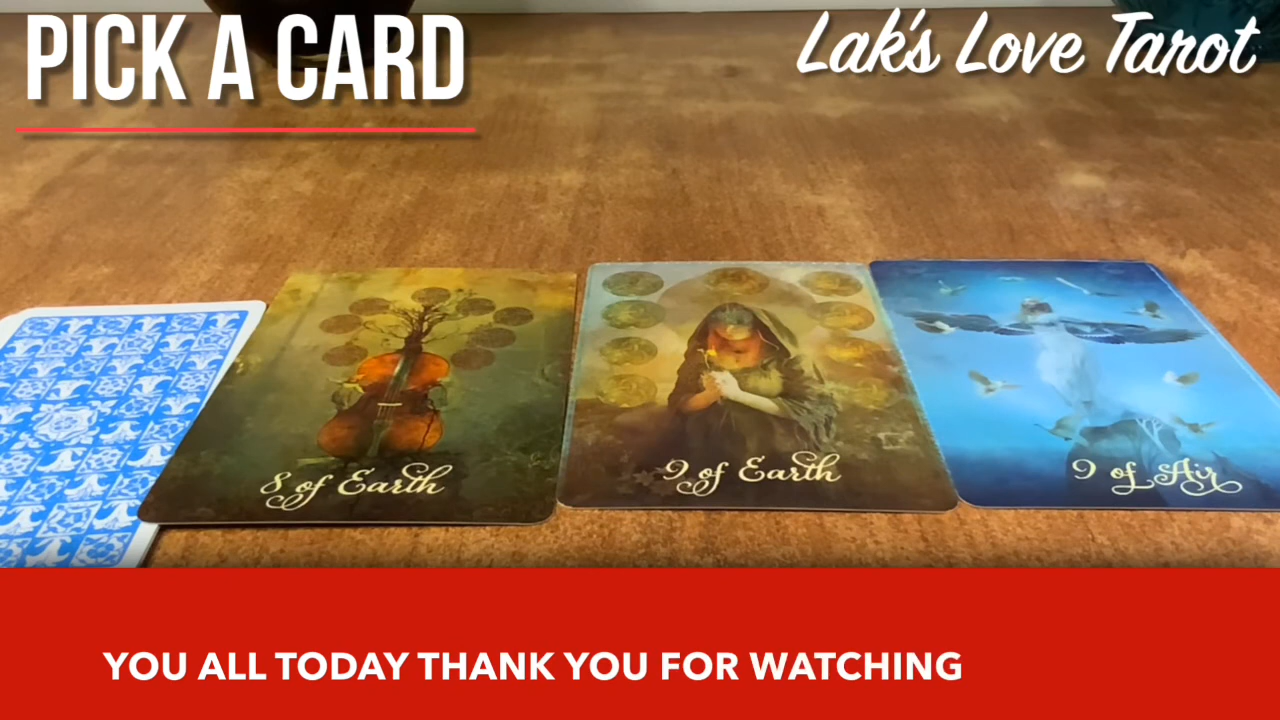 PICK A CARD
Lak's Love Tarot
8 of Earth
9 of Earth
9 of Air
YOU ALL TODAY THANK YOU FOR WATCHING